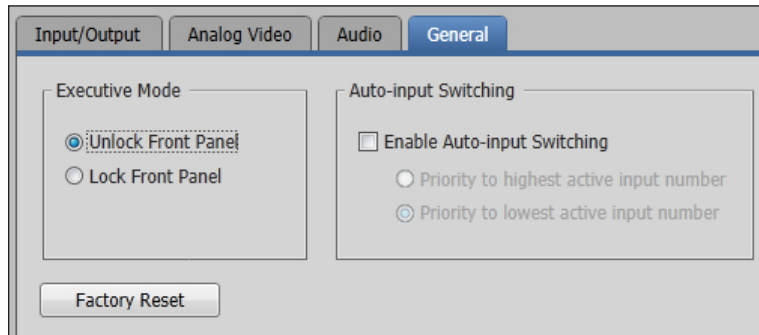 Input/Output
Analog Video
Audio
General
Executive Mode
Unlock Front Panel
Lock Front Panel
Auto-input Switching
Enable Auto-input Switching
Priority to highest active input number
Priority to lowest active input number
Factory Reset